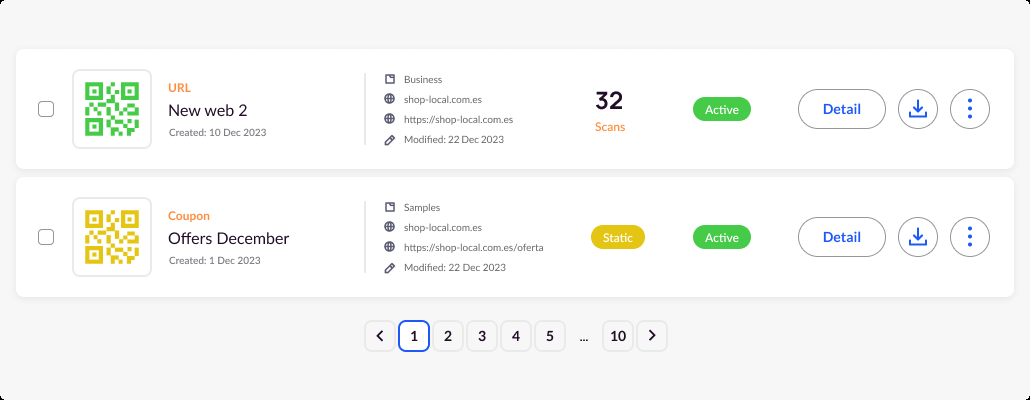 URL
New web 2
Created: 10 Dec 2023
Business
shop-local.com.es
https://shop-local.com.es
Modified: 22 Dec 2023
32
Scans
Active
Detail
Coupon
Offers December
Created: 1 Dec 2023
Samples
shop-local.com.es
https://shop-local.com.es/oferta
Modified: 22 Dec 2023
Static
Active
Detail
1 2 3 4 5 ... 10